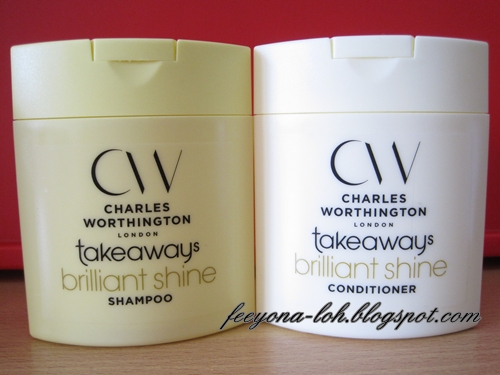 CW
CHARLES
WORTHINGTON
LONDON
takeaways
brilliant shine
SHAMPOO
CW
CHARLES
WORTHINGTON
LONDON
takeaways
brilliant shine
CONDITIONER
feeyona-loh.blogspot.com